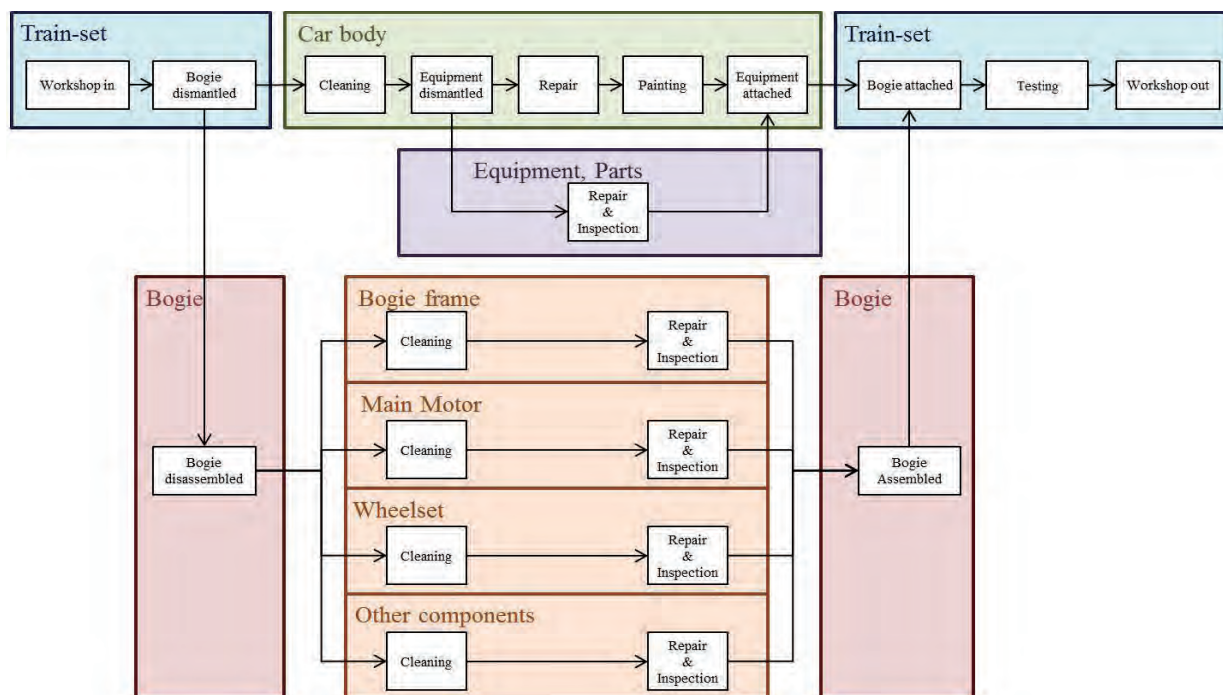 Train-set
Car body
Train-set
Workshop in
Bogie
dismantled
Cleaning
Equipment
dismantled
Repair
Painting
Equipment
attached
Bogie attached
Testing
Workshop out
Equipment, Parts
Repair
&
Inspection
Bogie
Bogie frame
Bogie
Cleaning
Repair
&
Inspection
Main Motor
Cleaning
Repair
&
Inspection
Bogie
disassembled
Bogie
Assembled
Wheelset
Cleaning
Repair
&
Inspection
Other components
Cleaning
Repair
&
Inspection